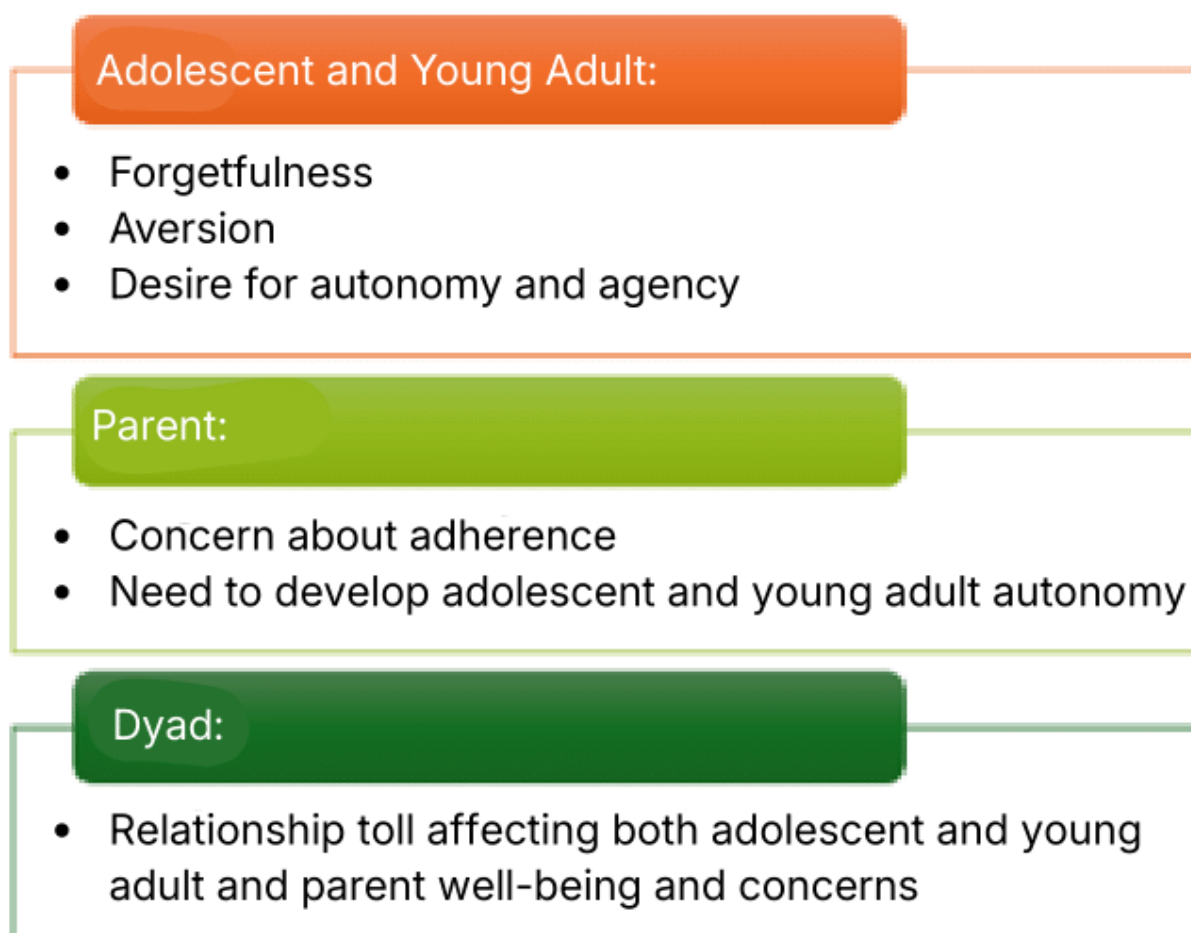 Adolescent and Young Adult:
• Forgetfulness
• Aversion
• Desire for autonomy and agency
Parent:
• Concern about adherence
• Need to develop adolescent and young adult autonomy
Dyad:
• Relationship toll affecting both adolescent and young
adult and parent well-being and concerns